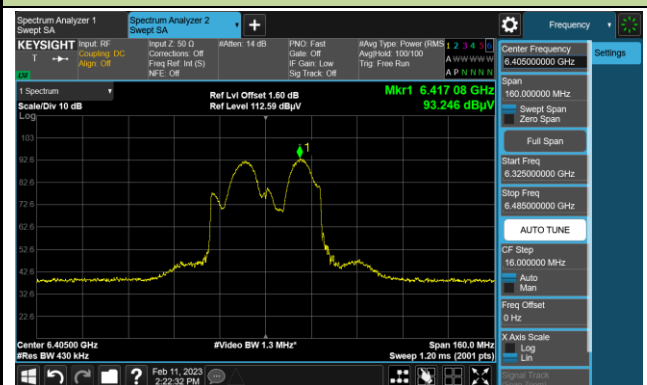 Spectrum Analyzer 1
Swept SA
Spectrum Analyzer 2
Swept SA
+
Frequency
KEYSIGHT
Input: RF
Coupling: DC
Align: Off
Input Z: 50 Ω
Corrections: Off
Freq Ref: Int (S)
NFE: Off
#Atten: 14 dB
PNO: Fast
Gate: Off
IF Gain: Low
Sig Track: Off
#Avg Type: Power (RMS
Avg|Hold: 100/100
Trig: Free Run
1 2 3 4 5 6
A W W W W W
A P N N N N
1 Spectrum
Scale/Div 10 dB
Log
Ref Lvl Offset 1.60 dB
Ref Level 112.59 dBµV
Mkr1 6.417 08 GHz
93.246 dBµV
103
92.6
82.6
72.6
62.6
52.6
42.6
32.6
22.6
1
Center 6.40500 GHz
#Res BW 430 kHz
#Video BW 1.3 MHz*
Span 160.0 MHz
Sweep 1.20 ms (2001 pts)
Feb 11, 2023
2:22:32 PM
Center Frequency
6.405000000 GHz
Settings
Span
160.000000 MHz
Swept Span
Zero Span
Full Span
Start Freq
6.325000000 GHz
Stop Freq
6.485000000 GHz
AUTO TUNE
CF Step
16.000000 MHz
Auto
Man
Freq Offset
0 Hz
X Axis Scale
Log
Lin
Signal Track